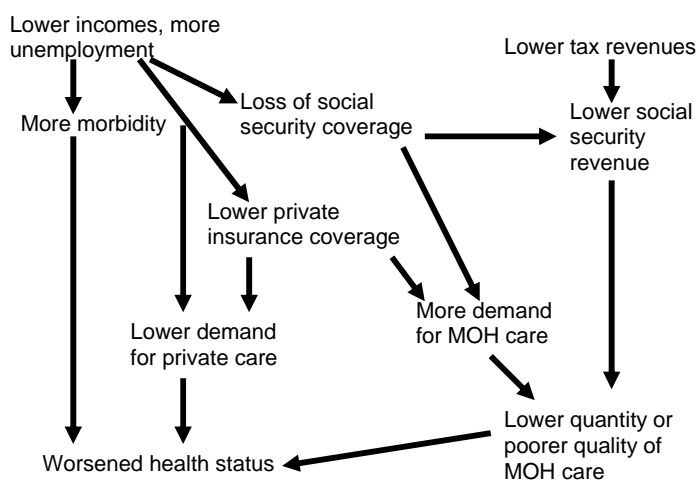 Lower incomes, more
unemployment
Lower tax revenues
More morbidity
Loss of social
security coverage
Lower social
security
revenue
Lower private
insurance coverage
Lower demand
for private care
More demand
for MOH care
Worsened health status
Lower quantity or
poorer quality of
MOH care